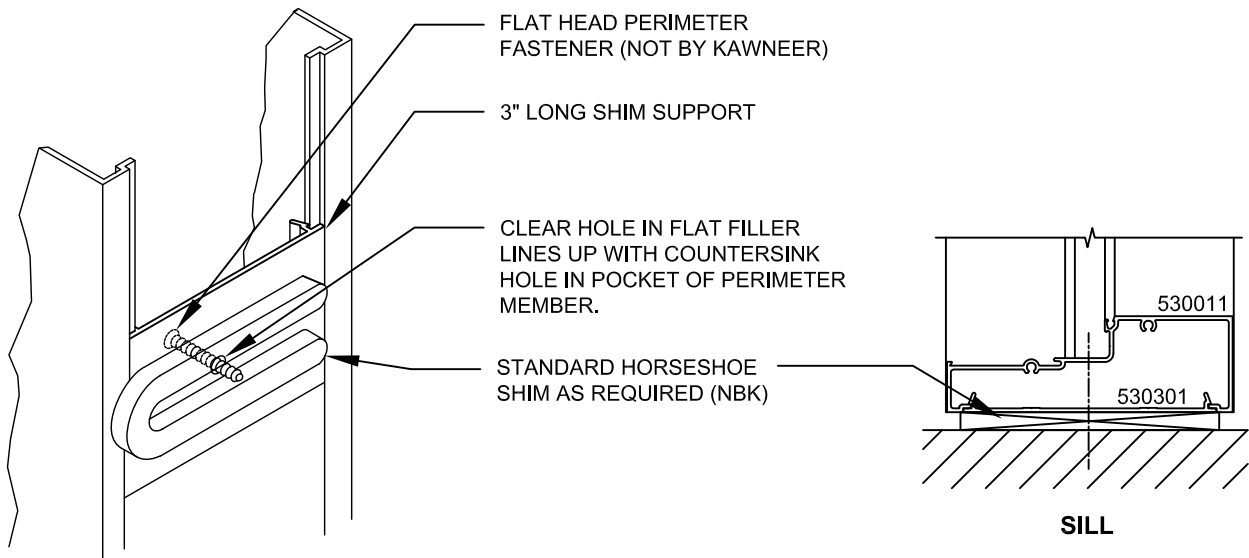 FLAT HEAD PERIMETER
FASTENER (NOT BY KAWNEER)
3" LONG SHIM SUPPORT
CLEAR HOLE IN FLAT FILLER
LINES UP WITH COUNTERSINK
HOLE IN POCKET OF PERIMETER
MEMBER.
STANDARD HORSESHOE
SHIM AS REQUIRED (NBK)
530011
530301
SILL